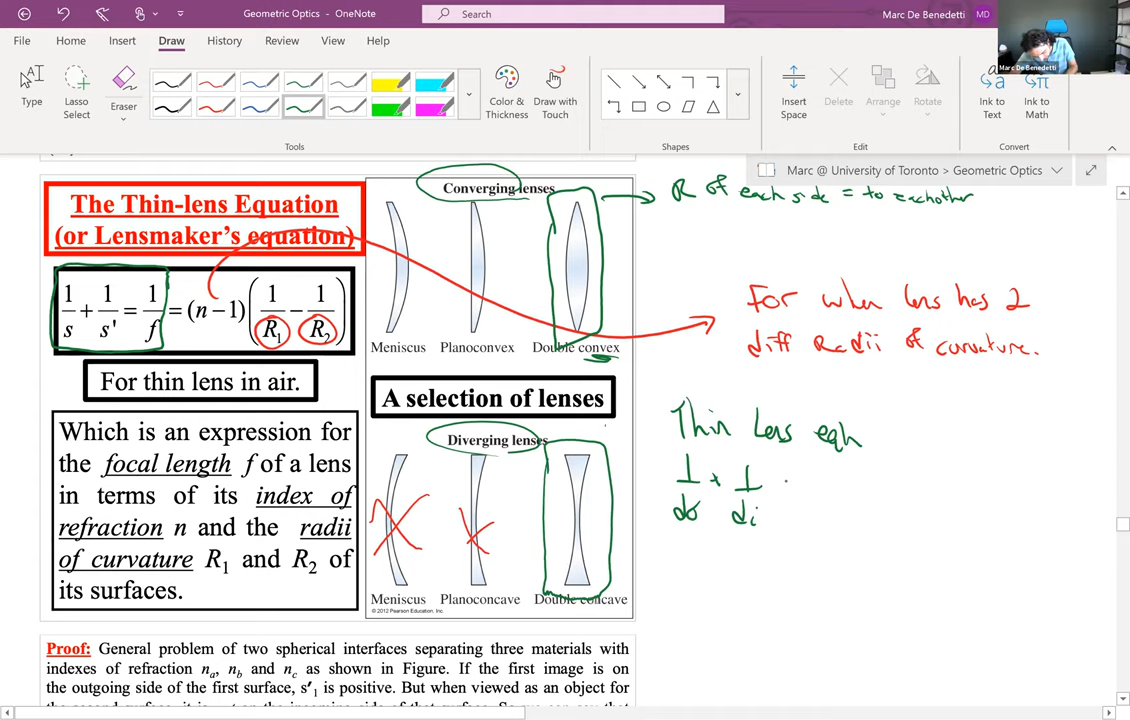 Geometric Optics - OneNote
Search
Marc De Benedetti
MD
File Home Insert Draw History Review View Help
Marc De Benedetti
Type
Lasso Select
Eraser
Color & Thickness
Draw with Touch
Insert Space
Delete
Arrange
Rotate
Ink to Text
Ink to Math
Tools
Shapes
Edit
Convert
Marc @ University of Toronto > Geometric Optics
The Thin-lens Equation
(or Lensmaker's equation)
1/s + 1/s' = 1/f = (n−1)(1/R₁ − 1/R₂)
For thin lens in air.
Which is an expression for
the focal length f of a lens
in terms of its index of
refraction n and the radii
of curvature R₁ and R₂ of
its surfaces.
Converging lenses
Meniscus Planoconvex Double convex
A selection of lenses
Diverging lenses
Meniscus Planoconcave Double concave
© 2012 Pearson Education, Inc.
R of each side = to eachother
For when lens has 2
diff Radii of curvature.
Thin Lens eqn
1/do + 1/di
Proof: General problem of two spherical interfaces separating three materials with
indexes of refraction nₐ, n_b and n_c as shown in Figure. If the first image is on
the outgoing side of the first surface, s'₁ is positive. But when viewed as an object for